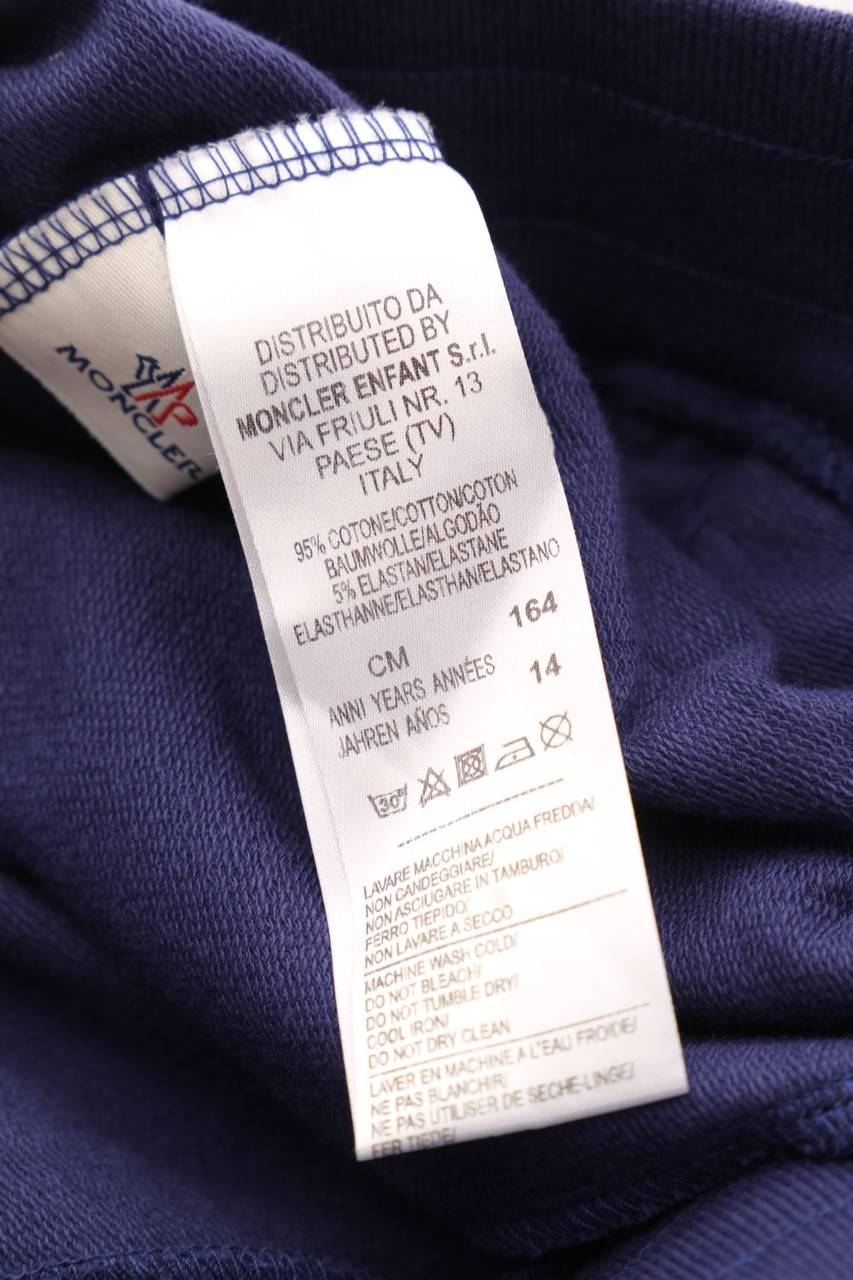 MONCLER
DISTRIBUITO DA
DISTRIBUTED BY
MONCLER ENFANT S.r.l.
VIA FRIULI NR. 13
PAESE (TV)
ITALY
95% COTONE/COTTON/COTON
BAUMWOLLE/ALGODÃO
5% ELASTAN/ELASTANE
ELASTHANNE/ELASTHAN/ELASTANO
CM 164
ANNI YEARS ANNÉES 14
JAHREN AÑOS
30°
LAVARE MACCHINA ACQUA FREDDA/
NON CANDEGGIARE/
NON ASCIUGARE IN TAMBURO/
FERRO TIEPIDO/
NON LAVARE A SECCO
MACHINE WASH COLD/
DO NOT BLEACH/
DO NOT TUMBLE DRY/
COOL IRON/
DO NOT DRY CLEAN
LAVER EN MACHINE A L'EAU FROIDE/
NE PAS BLANCHIR/
NE PAS UTILISER DE SECHE-LINGE/
FER TIEDE/